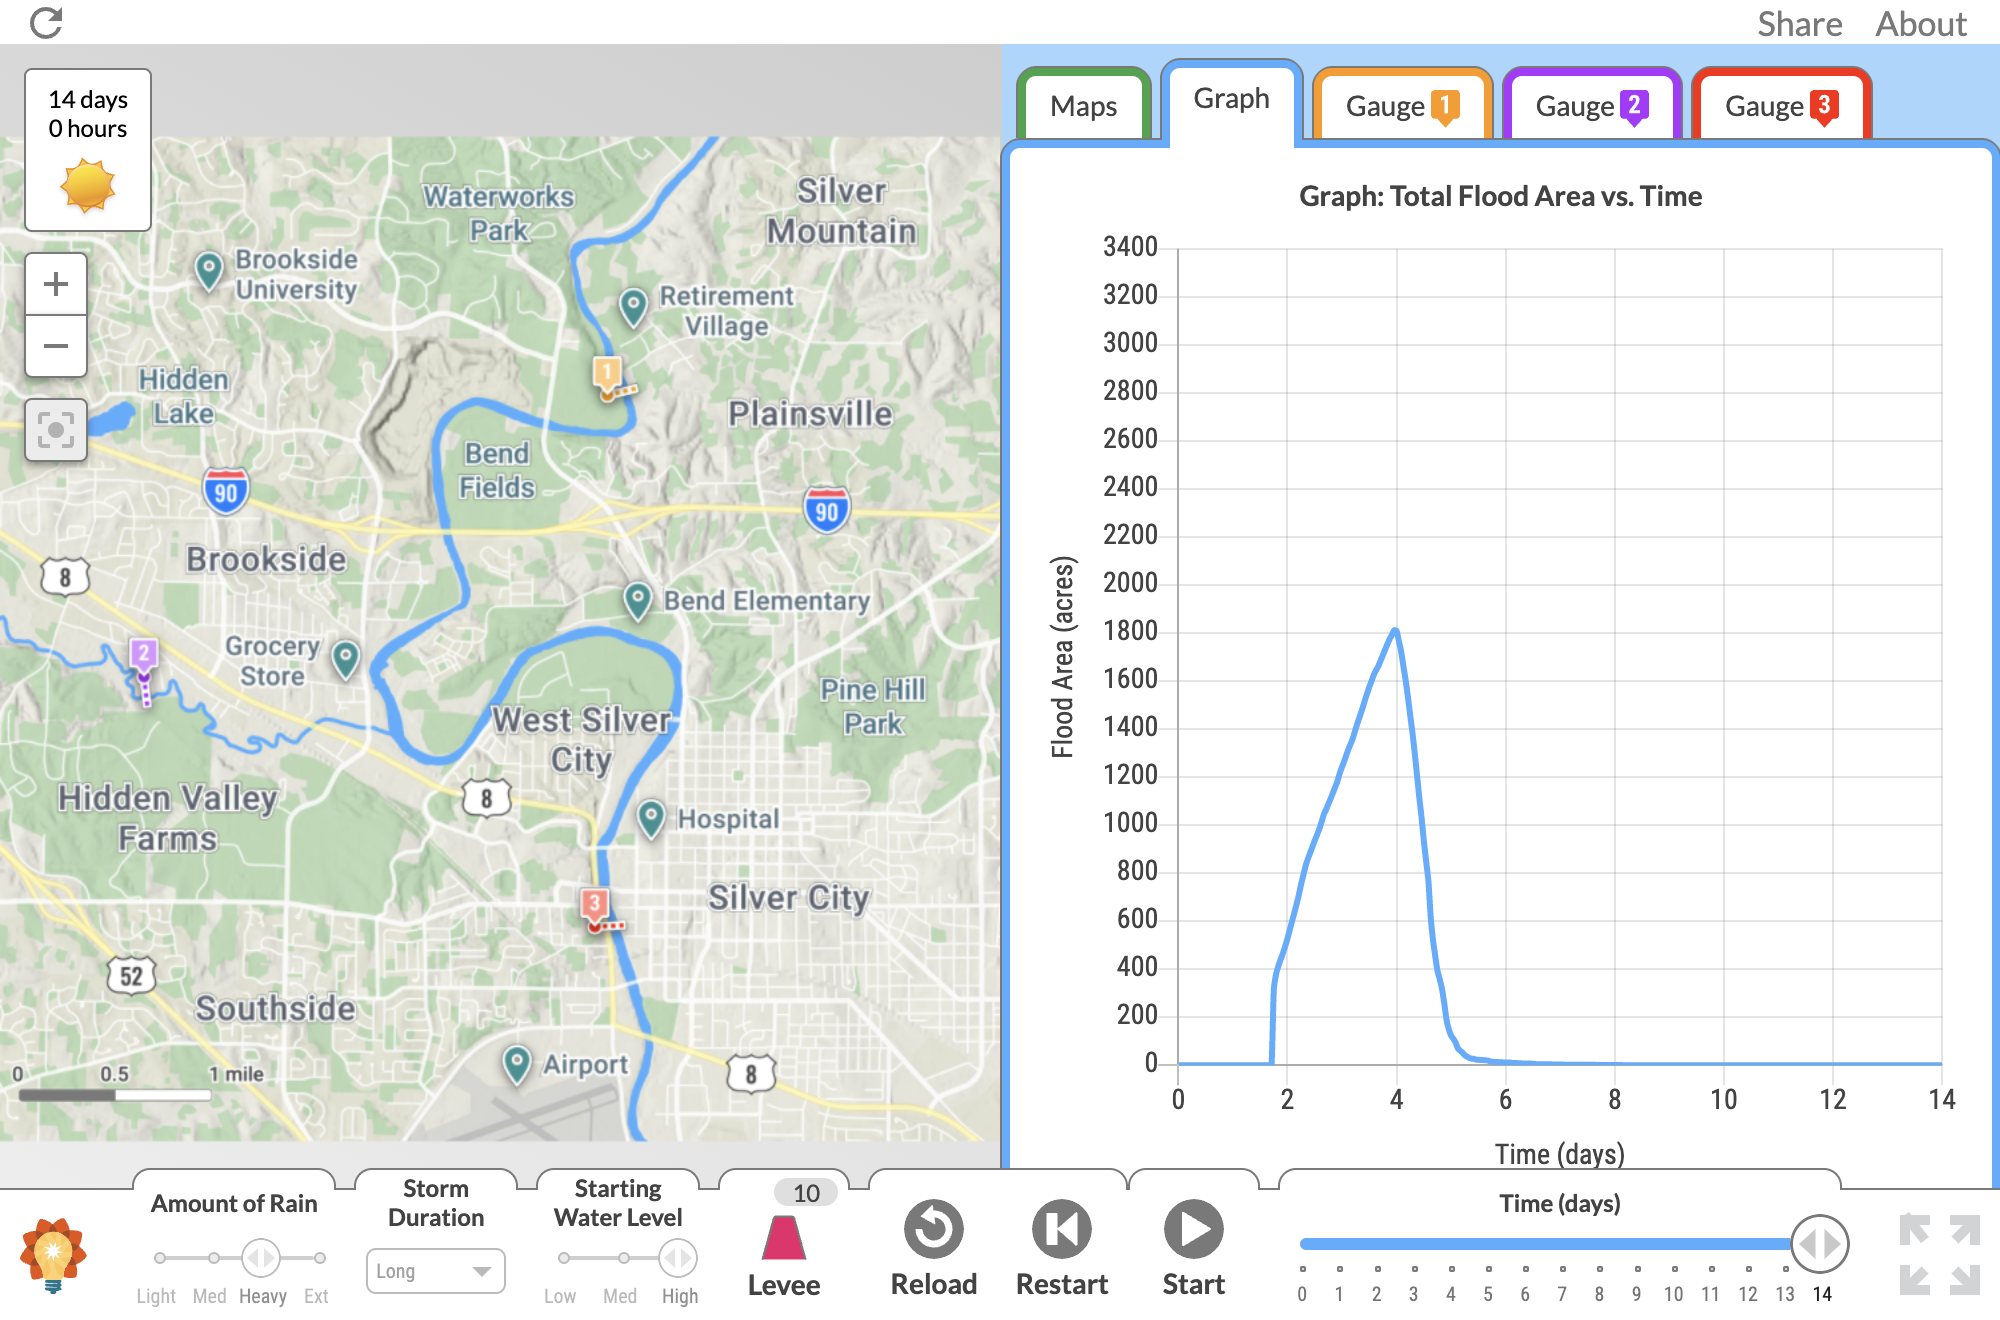 Share About
14 days
0 hours
Maps
Graph
Gauge 1
Gauge 2
Gauge 3
Waterworks
Park
Silver
Mountain
Brookside
University
Retirement
Village
1
Hidden
Lake
Plainsville
Bend
Fields
90
90
Brookside
8
Bend Elementary
2
Grocery
Store
Pine Hill
Park
West Silver
City
Hidden Valley
Farms
8
Hospital
3
Silver City
52
Southside
Airport
8
0 0.5 1 mile
Graph: Total Flood Area vs. Time
3400
3200
3000
2800
2600
2400
2200
2000
1800
1600
1400
1200
1000
800
600
400
200
0
Flood Area (acres)
0 2 4 6 8 10 12 14
Time (days)
Amount of Rain
Light Med Heavy Ext
Storm
Duration
Long
Starting
Water Level
Low Med High
10
Levee
Reload
Restart
Start
Time (days)
0 1 2 3 4 5 6 7 8 9 10 11 12 13 14